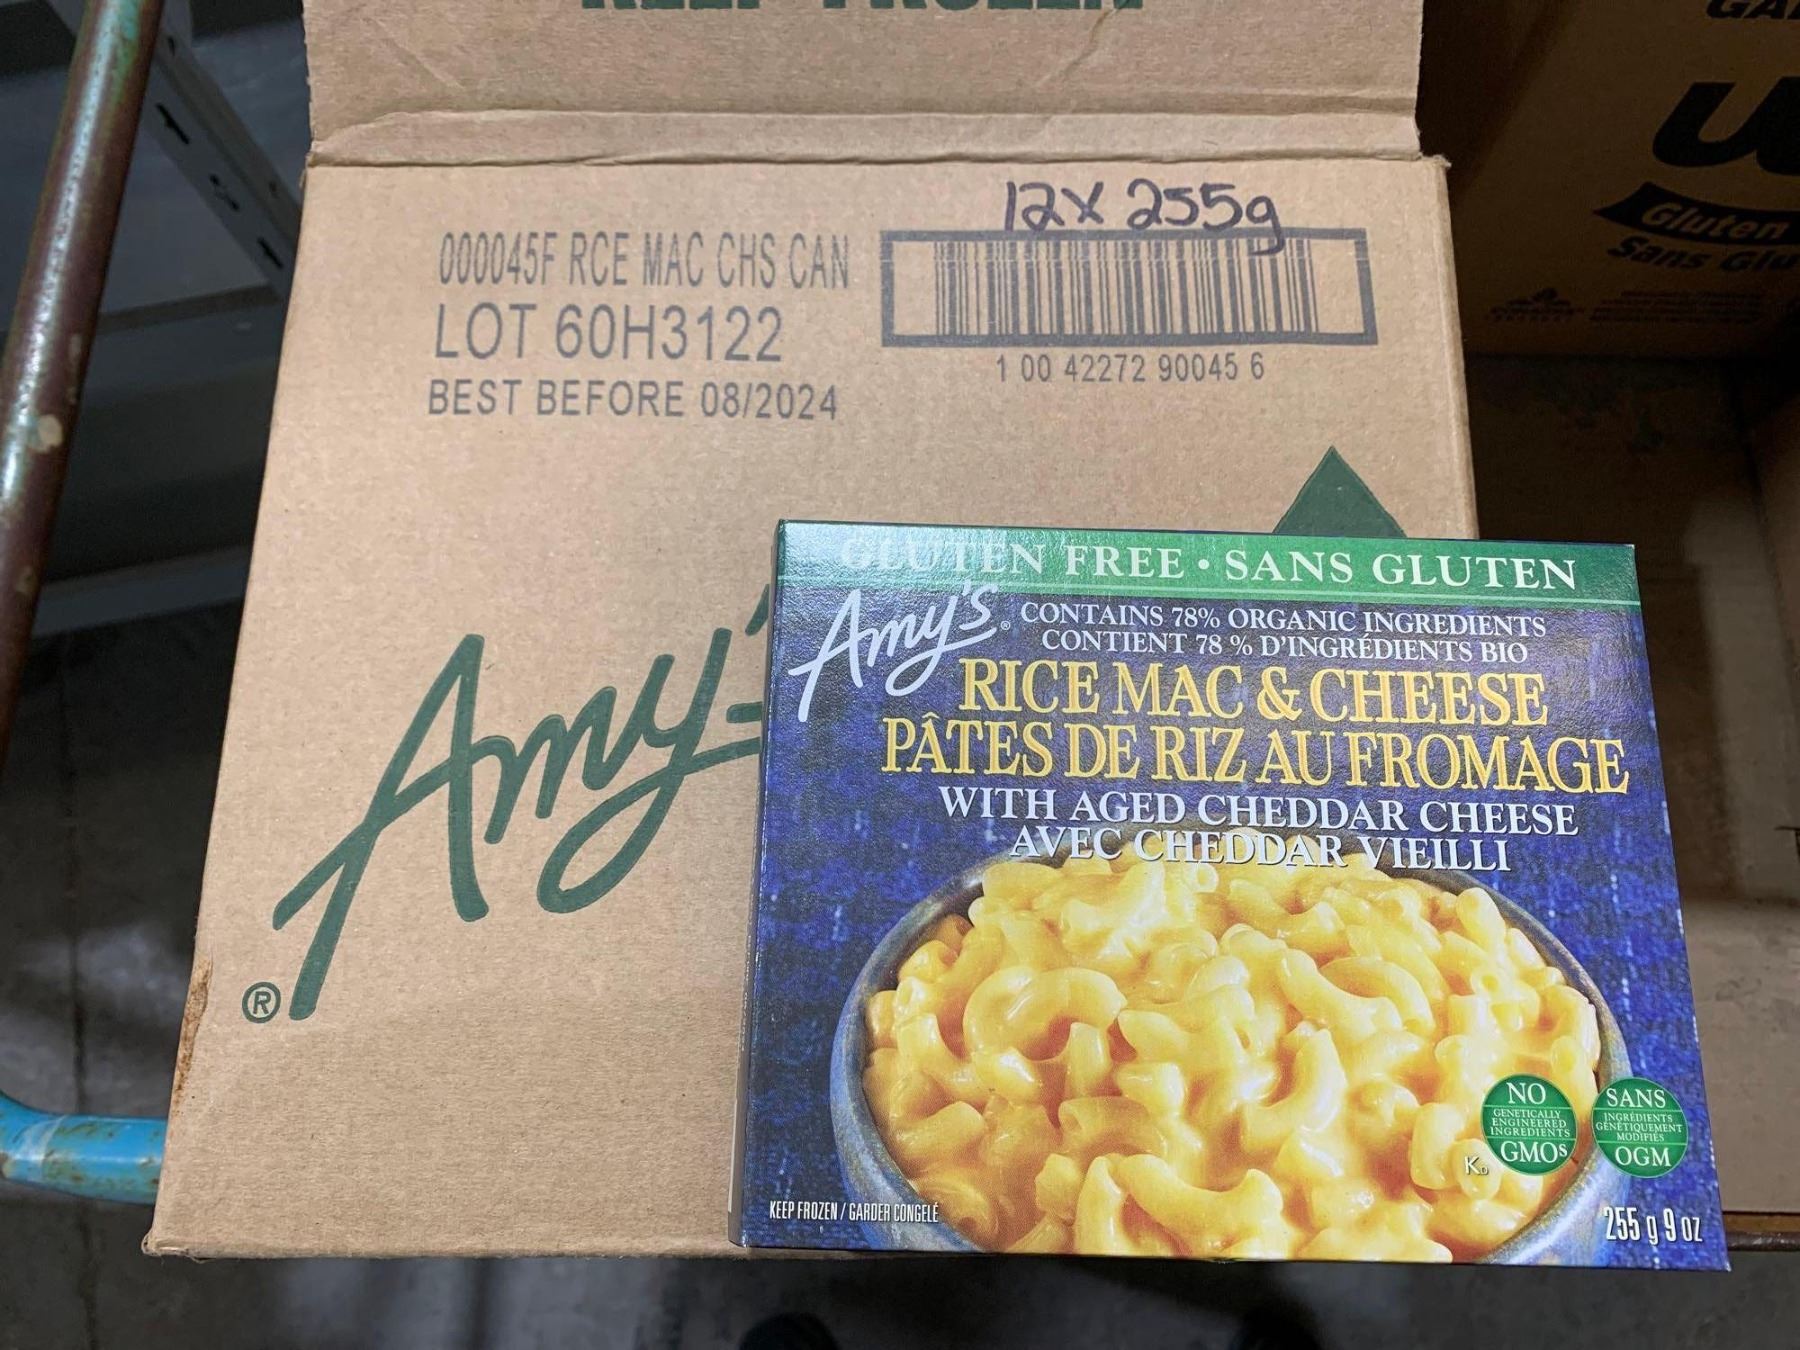 KEEP FROZEN
12X 255g
000045F RCE MAC CHS CAN
LOT 60H3122
BEST BEFORE 08/2024
1 00 42272 90045 6
Amy's
®
GLUTEN FREE • SANS GLUTEN
Amy's®
CONTAINS 78% ORGANIC INGREDIENTS
CONTIENT 78 % D'INGRÉDIENTS BIO
RICE MAC & CHEESE
PÂTES DE RIZ AU FROMAGE
WITH AGED CHEDDAR CHEESE
AVEC CHEDDAR VIEILLI
NO
GENETICALLY
ENGINEERED
INGREDIENTS
GMOs
SANS
INGRÉDIENTS
GÉNÉTIQUEMENT
MODIFIÉS
OGM
KD
KEEP FROZEN / GARDER CONGELÉ
255 g 9 OZ
Gluten
Sans